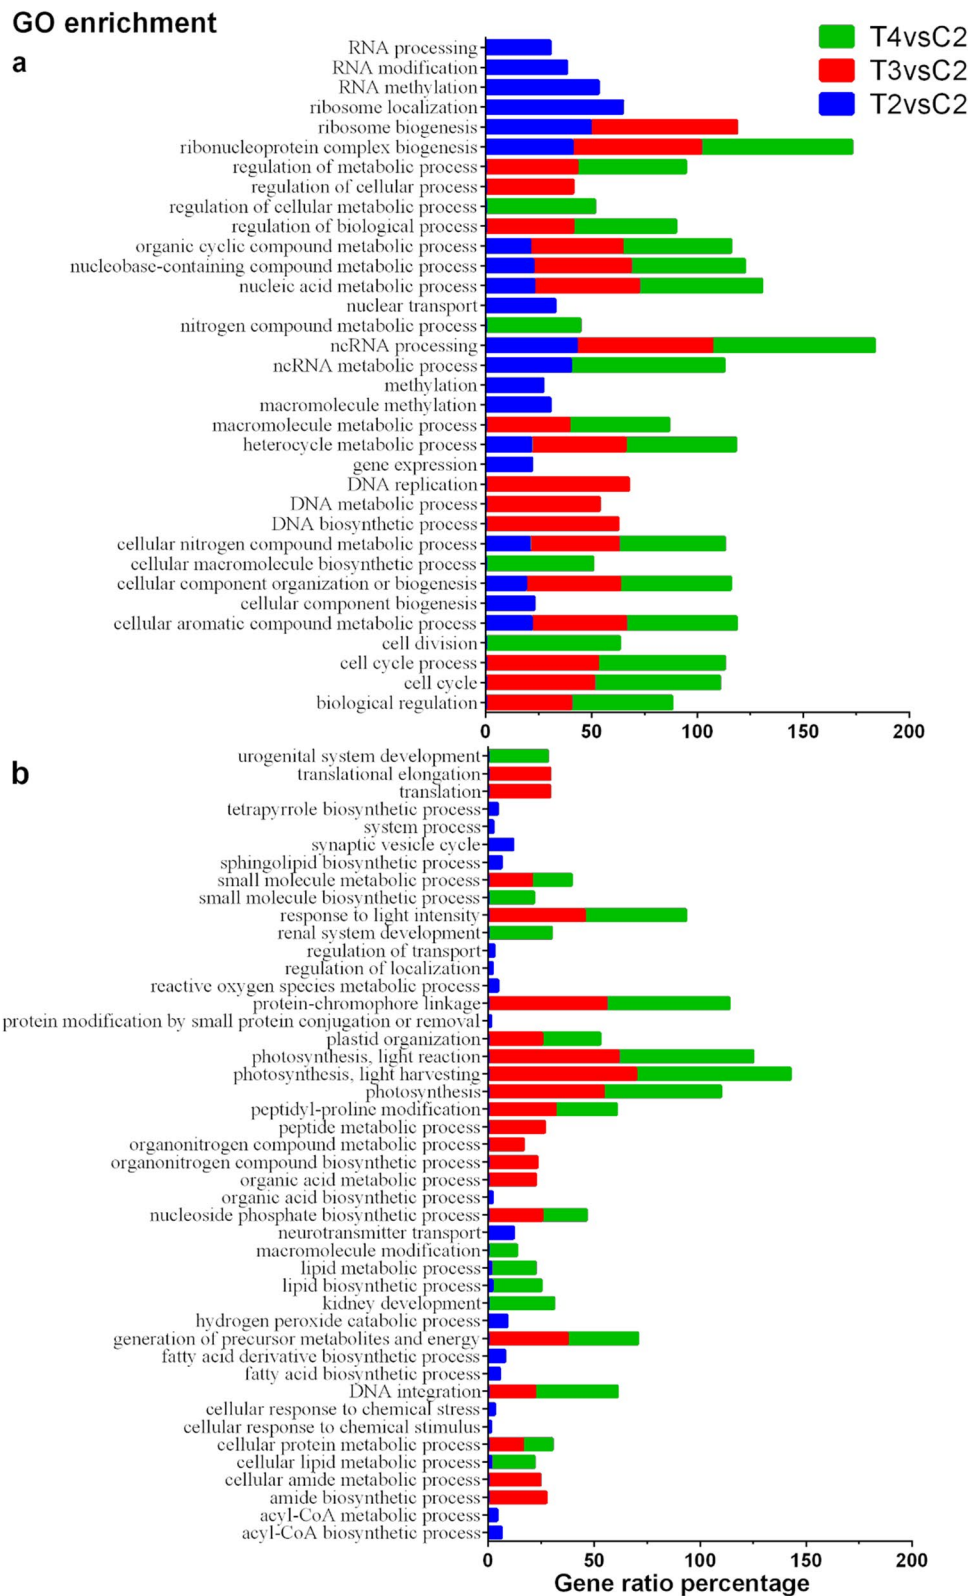 GO enrichment
T4vsC2
T3vsC2
T2vsC2
a
RNA processing
RNA modification
RNA methylation
ribosome localization
ribosome biogenesis
ribonucleoprotein complex biogenesis
regulation of metabolic process
regulation of cellular process
regulation of cellular metabolic process
regulation of biological process
organic cyclic compound metabolic process
nucleobase-containing compound metabolic process
nucleic acid metabolic process
nuclear transport
nitrogen compound metabolic process
ncRNA processing
ncRNA metabolic process
methylation
macromolecule methylation
macromolecule metabolic process
heterocycle metabolic process
gene expression
DNA replication
DNA metabolic process
DNA biosynthetic process
cellular nitrogen compound metabolic process
cellular macromolecule biosynthetic process
cellular component organization or biogenesis
cellular component biogenesis
cellular aromatic compound metabolic process
cell division
cell cycle process
cell cycle
biological regulation
0 50 100 150 200
b
urogenital system development
translational elongation
translation
tetrapyrrole biosynthetic process
system process
synaptic vesicle cycle
sphingolipid biosynthetic process
small molecule metabolic process
small molecule biosynthetic process
response to light intensity
renal system development
regulation of transport
regulation of localization
reactive oxygen species metabolic process
protein-chromophore linkage
protein modification by small protein conjugation or removal
plastid organization
photosynthesis, light reaction
photosynthesis, light harvesting
photosynthesis
peptidyl-proline modification
peptide metabolic process
organonitrogen compound metabolic process
organonitrogen compound biosynthetic process
organic acid metabolic process
organic acid biosynthetic process
nucleoside phosphate biosynthetic process
neurotransmitter transport
macromolecule modification
lipid metabolic process
lipid biosynthetic process
kidney development
hydrogen peroxide catabolic process
generation of precursor metabolites and energy
fatty acid derivative biosynthetic process
fatty acid biosynthetic process
DNA integration
cellular response to chemical stress
cellular response to chemical stimulus
cellular protein metabolic process
cellular lipid metabolic process
cellular amide metabolic process
amide biosynthetic process
acyl-CoA metabolic process
acyl-CoA biosynthetic process
0 50 100 150 200
Gene ratio percentage